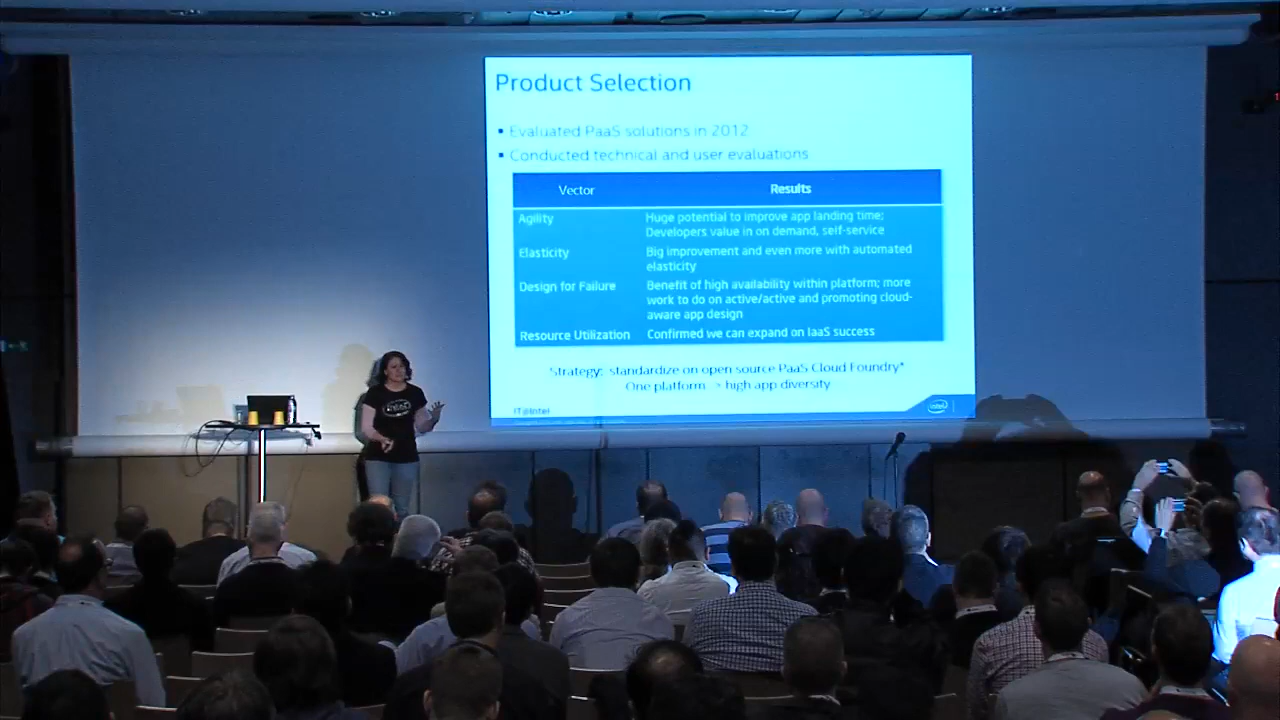 Product Selection
▪ Evaluated PaaS solutions in 2012
▪ Conducted technical and user evaluations
Vector Results
Agility Huge potential to improve app landing time;
Developers value in on demand, self-service
Elasticity Big improvement and even more with automated
elasticity
Design for Failure Benefit of high availability within platform; more
work to do on active/active and promoting cloud-
aware app design
Resource Utilization Confirmed we can expand on IaaS success
Strategy: standardize on open source PaaS Cloud Foundry*
One platform -> high app diversity
IT@Intel
intel
intel